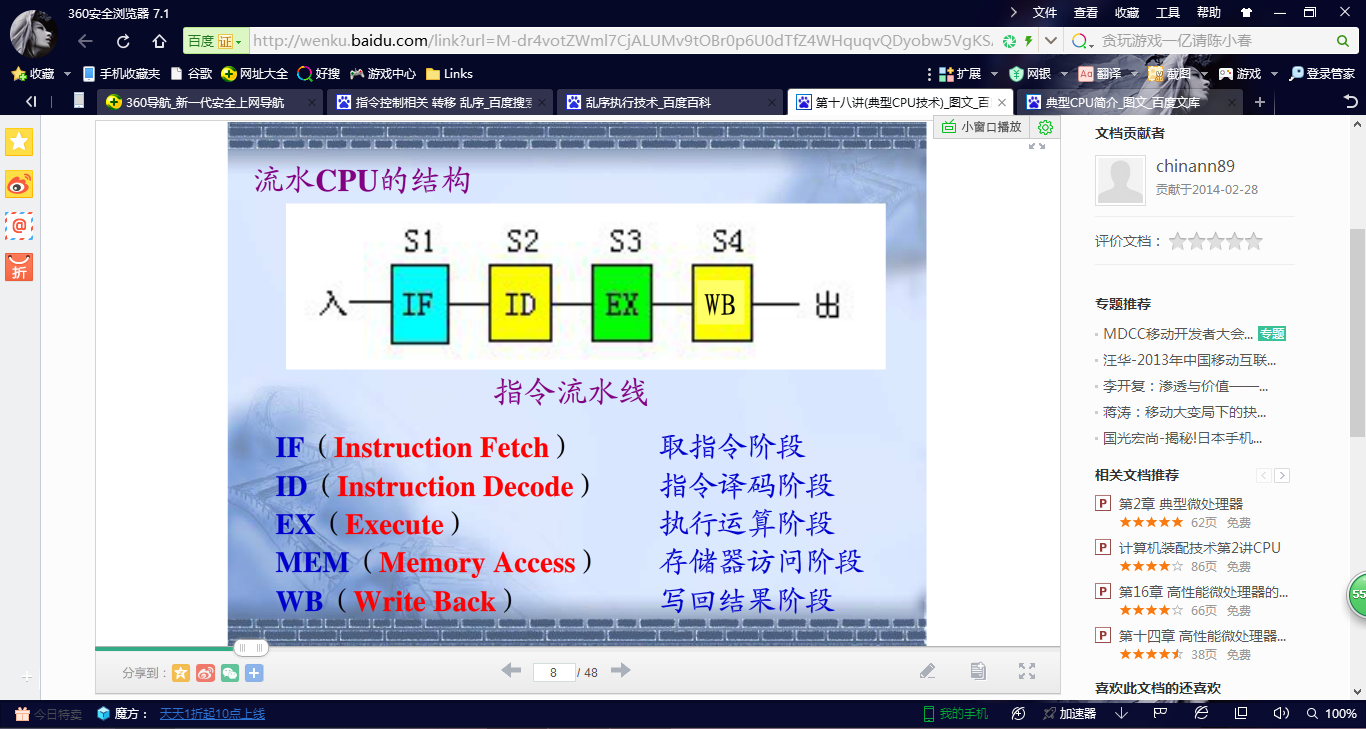 360安全浏览器 7.1
文件 查看 收藏 工具 帮助
百度 证
http://wenku.baidu.com/link?url=M-dr4votZWml7CjALUMv9tOBr0p6U0dTfZ4WHquqvQDyobw5VgKS
贪玩游戏一亿请陈小春
收藏 手机收藏夹 谷歌 网址大全 好搜 游戏中心 Links
扩展 网银 翻译 截图 游戏 登录管家
360导航_新一代安全上网导航
指令控制相关 转移 乱序_百度搜索
乱序执行技术_百度百科
第十八讲(典型CPU技术)_图文_百
典型CPU简介_图文_百度文库
小窗口播放
流水CPU的结构
S1 S2 S3 S4
入 IF ID EX WB 出
指令流水线
IF（Instruction Fetch） 取指令阶段
ID（Instruction Decode） 指令译码阶段
EX（Execute） 执行运算阶段
MEM（Memory Access） 存储器访问阶段
WB（Write Back） 写回结果阶段
分享到：
8 / 48
文档贡献者
chinann89
贡献于2014-02-28
评价文档：
专题推荐
MDCC移动开发者大会... 专题
汪华-2013年中国移动互联...
李开复：渗透与价值——...
蒋涛：移动大变局下的抉...
国光宏尚-揭秘!日本手机...
相关文档推荐
P 第2章 典型微处理器
62页 免费
P 计算机装配技术第2讲CPU
86页 免费
P 第16章 高性能微处理器的...
66页 免费
P 第十四章 高性能微处理器...
38页 免费
喜欢此文档的还喜欢
@
折
55
今日特卖 魔方： 天天1折起10点上线
我的手机 加速器 100%